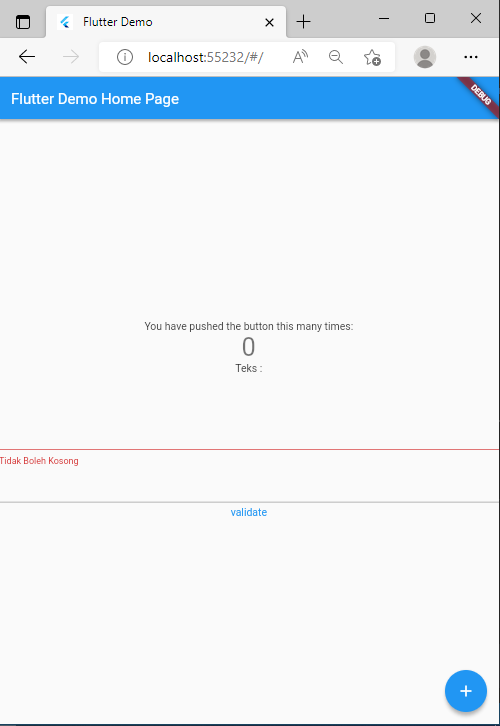 Flutter Demo
localhost:55232/#/
Flutter Demo Home Page
DEBUG
You have pushed the button this many times:
0
Teks :
Tidak Boleh Kosong
validate